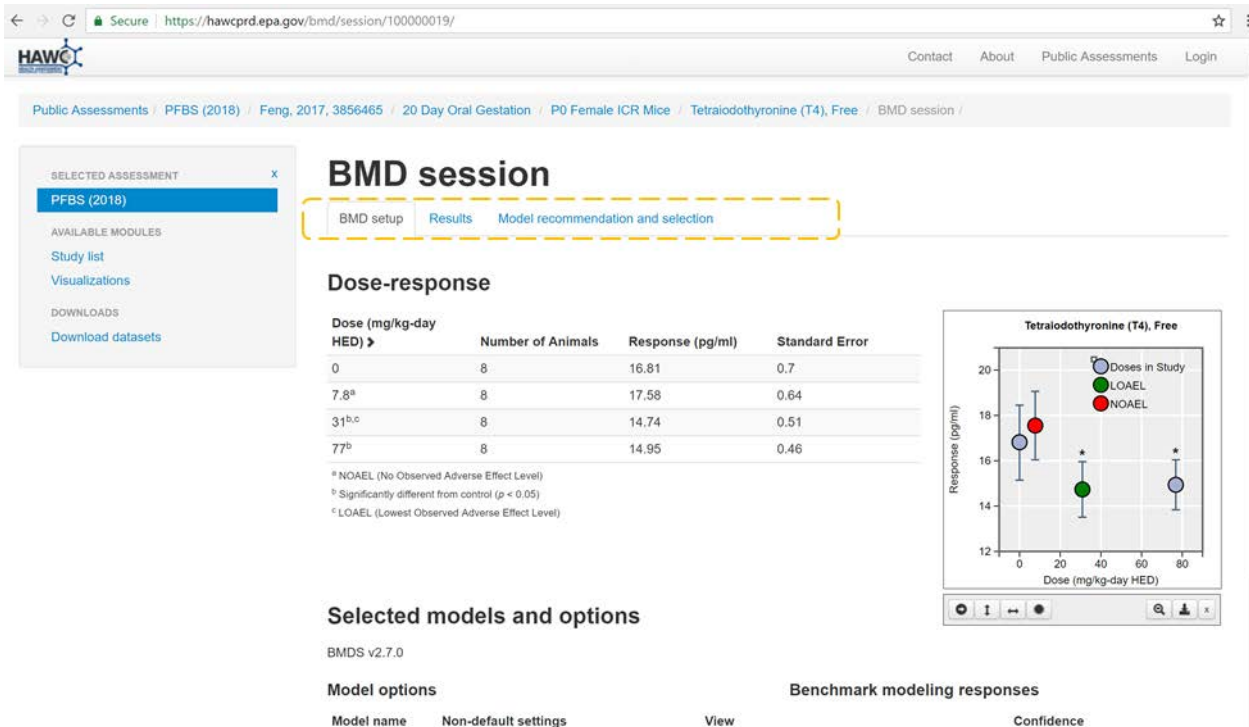 Secure | https://hawcprd.epa.gov/bmd/session/100000019/
HAWC
Contact About Public Assessments Login
Public Assessments / PFBS (2018) / Feng, 2017, 3856465 / 20 Day Oral Gestation / P0 Female ICR Mice / Tetraiodothyronine (T4), Free / BMD session /
SELECTED ASSESSMENT x
PFBS (2018)
AVAILABLE MODULES
Study list
Visualizations
DOWNLOADS
Download datasets
BMD session
BMD setup Results Model recommendation and selection
Dose-response
Dose (mg/kg-day
HED) Number of Animals Response (pg/ml) Standard Error
0 8 16.81 0.7
7.8ᵃ 8 17.58 0.64
31ᵇ,ᶜ 8 14.74 0.51
77ᵇ 8 14.95 0.46
ᵃ NOAEL (No Observed Adverse Effect Level)
ᵇ Significantly different from control (p < 0.05)
ᶜ LOAEL (Lowest Observed Adverse Effect Level)
Tetraiodothyronine (T4), Free
Doses in Study
LOAEL
NOAEL
20
18
16
14
12
* *
Response (pg/ml)
0 20 40 60 80
Dose (mg/kg-day HED)
x
Selected models and options
BMDS v2.7.0
Model options Benchmark modeling responses
Model name Non-default settings View Confidence